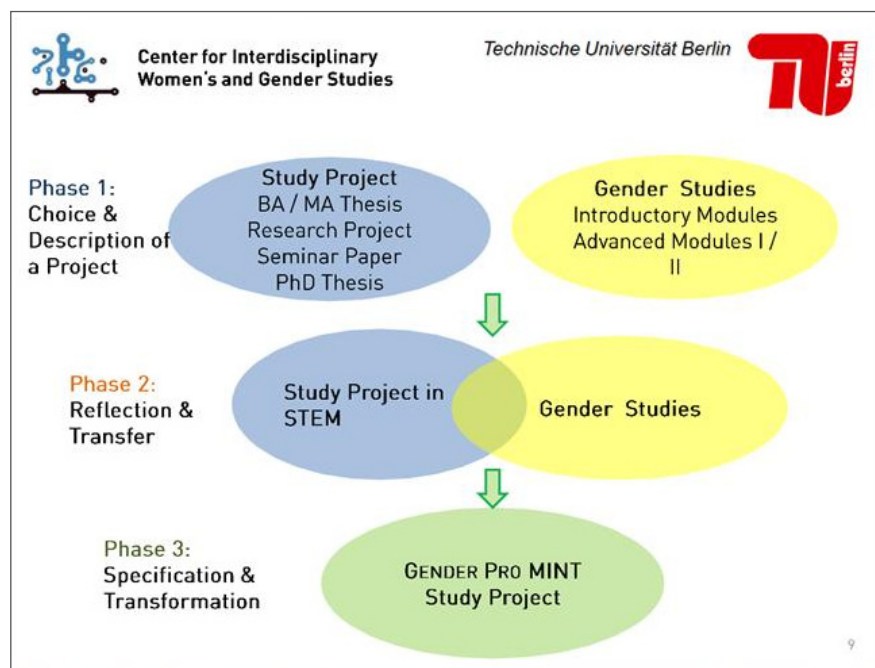 Center for Interdisciplinary
Women's and Gender Studies
Technische Universität Berlin
berlin
Phase 1:
Choice &
Description of
a Project
Study Project
BA / MA Thesis
Research Project
Seminar Paper
PhD Thesis
Gender Studies
Introductory Modules
Advanced Modules I /
II
Phase 2:
Reflection &
Transfer
Study Project in
STEM
Gender Studies
Phase 3:
Specification &
Transformation
GENDER PRO MINT
Study Project
9